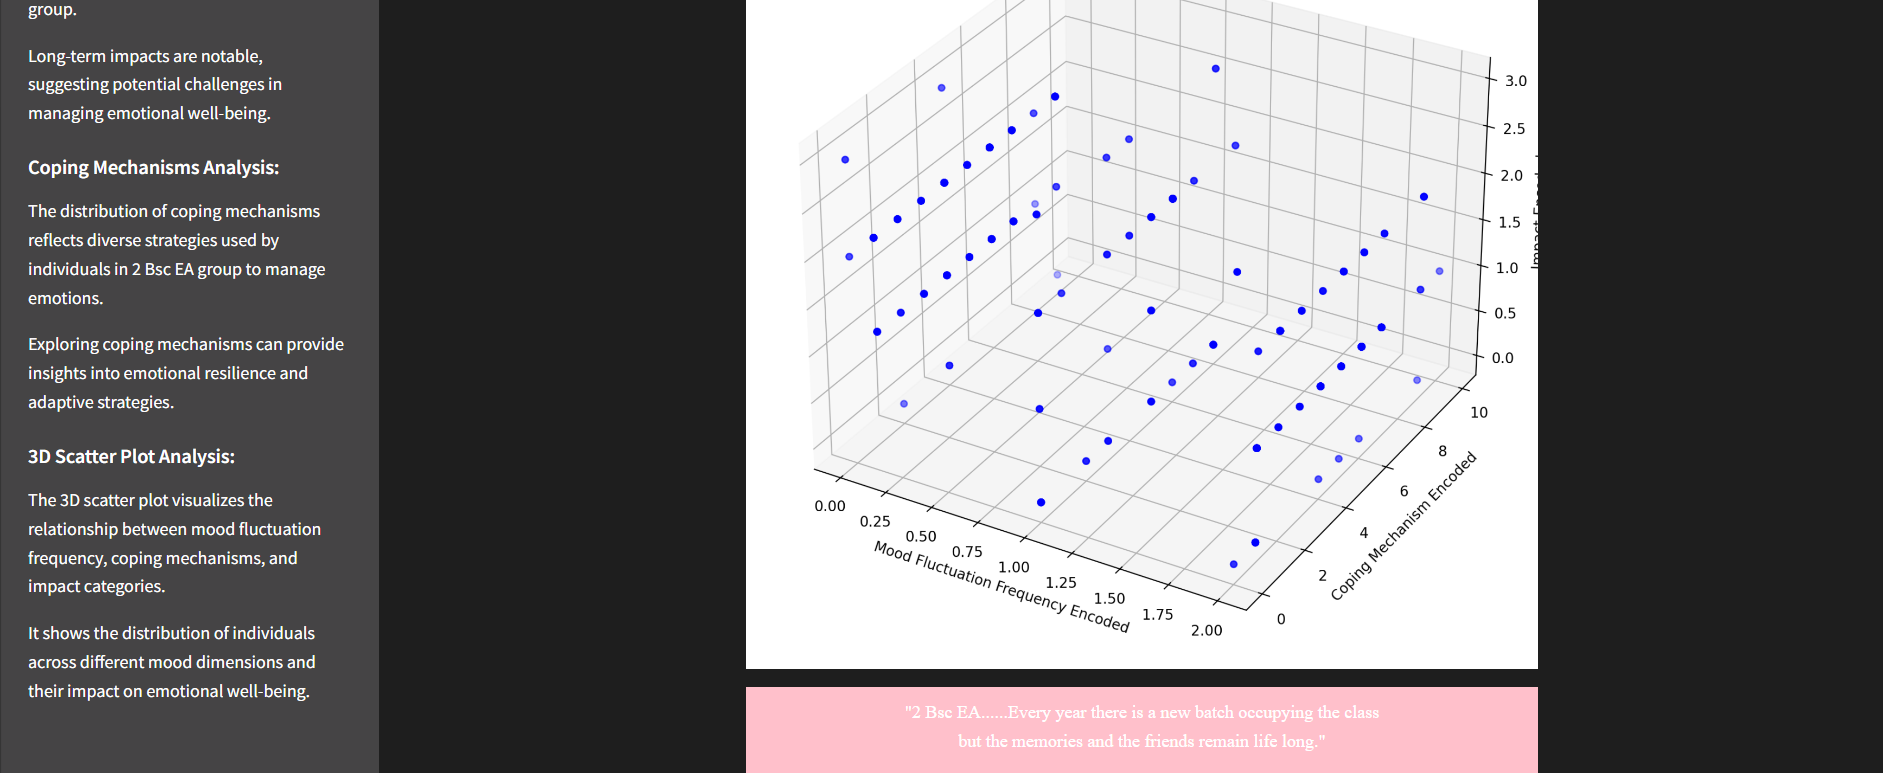 group.
Long-term impacts are notable,
suggesting potential challenges in
managing emotional well-being.
Coping Mechanisms Analysis:
The distribution of coping mechanisms
reflects diverse strategies used by
individuals in 2 Bsc EA group to manage
emotions.
Exploring coping mechanisms can provide
insights into emotional resilience and
adaptive strategies.
3D Scatter Plot Analysis:
The 3D scatter plot visualizes the
relationship between mood fluctuation
frequency, coping mechanisms, and
impact categories.
It shows the distribution of individuals
across different mood dimensions and
their impact on emotional well-being.
3.0
2.5
2.0
1.5
1.0
0.5
0.0
10
8
6
4
2
0
Coping Mechanism Encoded
0.00
0.25
0.50
0.75
1.00
1.25
1.50
1.75
2.00
Mood Fluctuation Frequency Encoded
"2 Bsc EA......Every year there is a new batch occupying the class
but the memories and the friends remain life long."